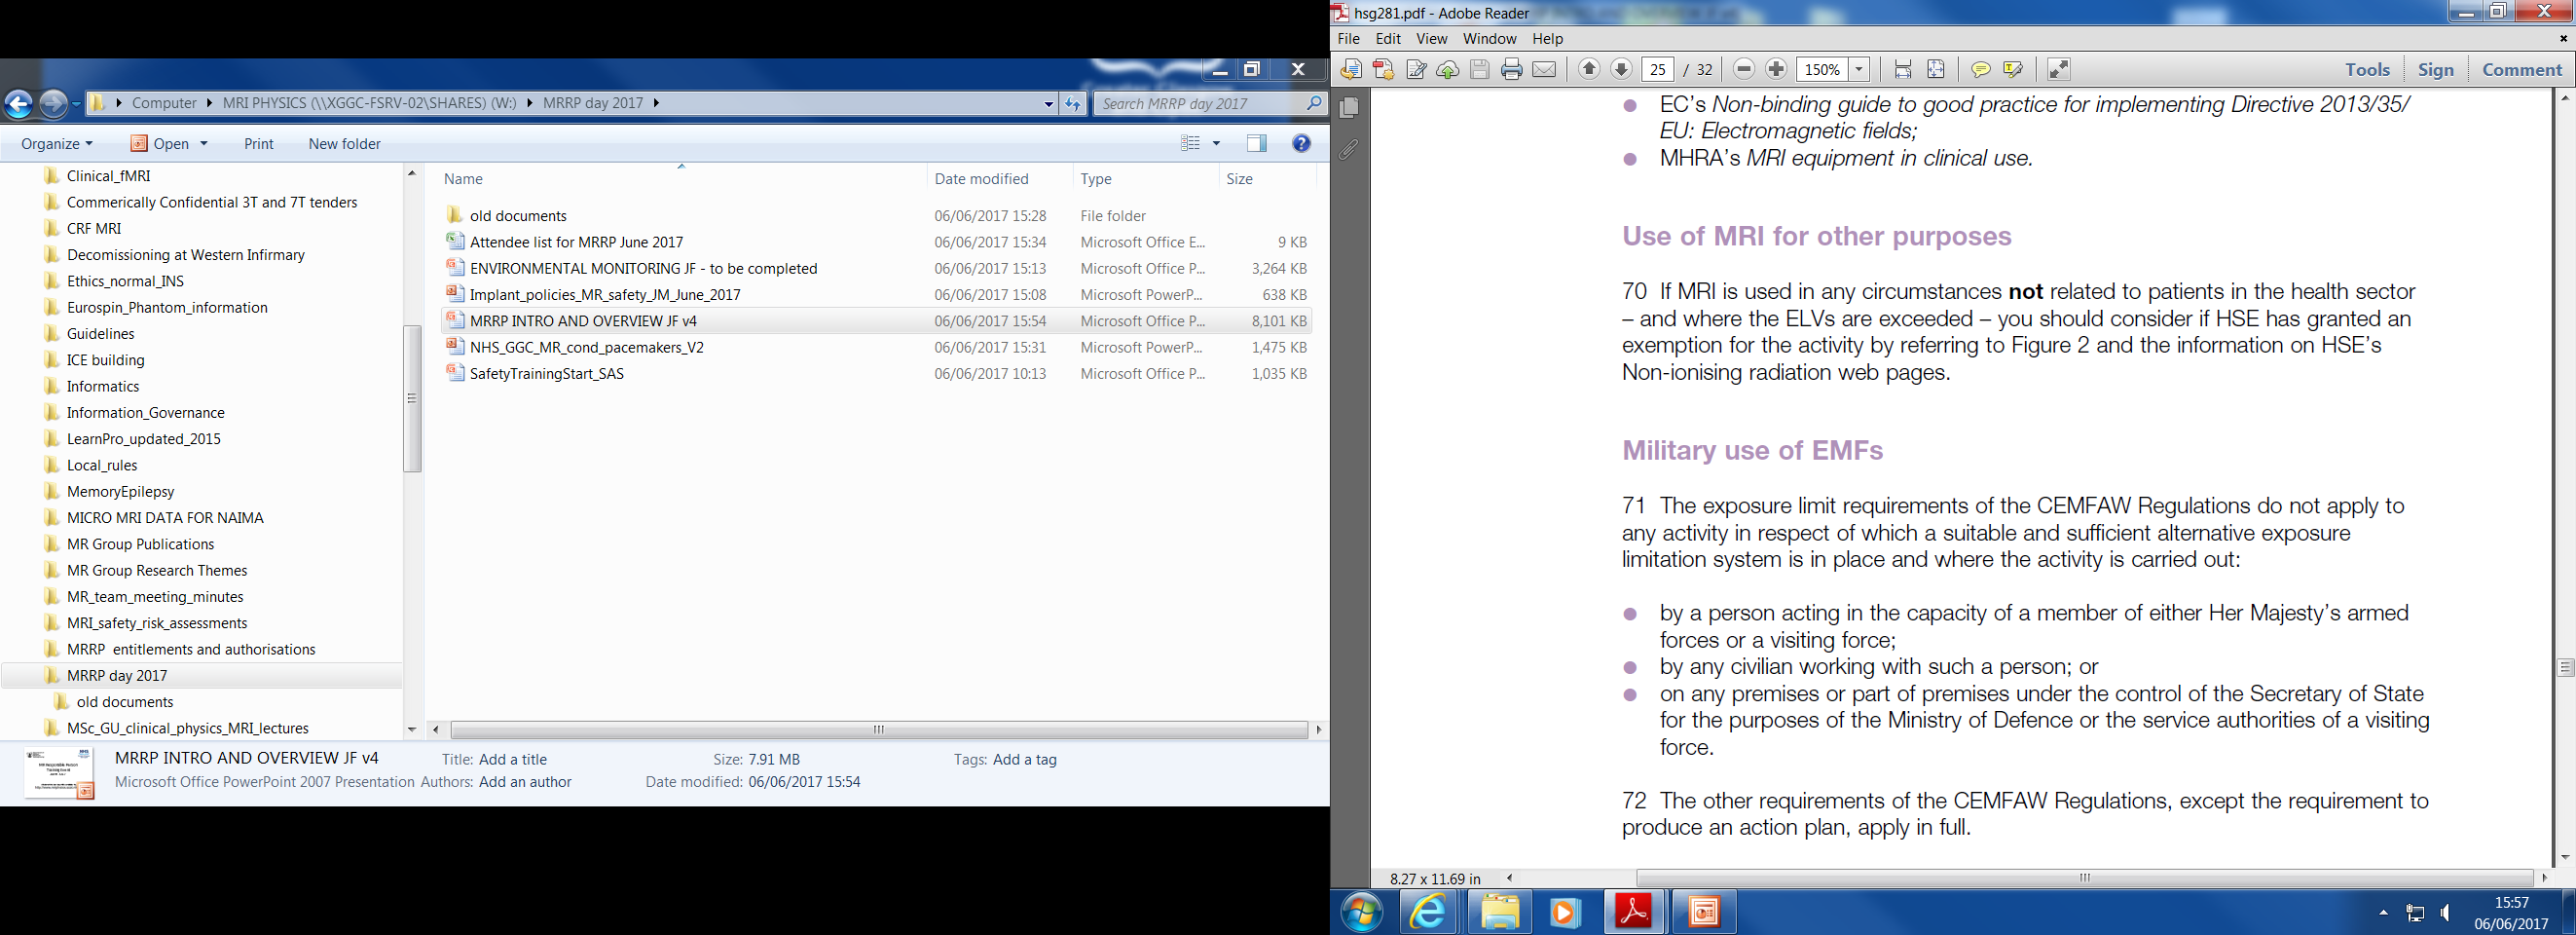 Computer MRI PHYSICS (\\XGGC-FSRV-02\SHARES) (W:) MRRP day 2017
Search MRRP day 2017
Organize Open Print New folder
Clinical_fMRI
Commerically Confidential 3T and 7T tenders
CRF MRI
Decomissioning at Western Infirmary
Ethics_normal_INS
Eurospin_Phantom_information
Guidelines
ICE building
Informatics
Information_Governance
LearnPro_updated_2015
Local_rules
MemoryEpilepsy
MICRO MRI DATA FOR NAIMA
MR Group Publications
MR Group Research Themes
MR_team_meeting_minutes
MRI_safety_risk_assessments
MRRP entitlements and authorisations
MRRP day 2017
old documents
MSc_GU_clinical_physics_MRI_lectures
Name Date modified Type Size
old documents 06/06/2017 15:28 File folder
Attendee list for MRRP June 2017 06/06/2017 15:34 Microsoft Office E... 9 KB
ENVIRONMENTAL MONITORING JF - to be completed 06/06/2017 15:13 Microsoft Office P... 3,264 KB
Implant_policies_MR_safety_JM_June_2017 06/06/2017 15:08 Microsoft PowerP... 638 KB
MRRP INTRO AND OVERVIEW JF v4 06/06/2017 15:54 Microsoft Office P... 8,101 KB
NHS_GGC_MR_cond_pacemakers_V2 06/06/2017 15:31 Microsoft PowerP... 1,475 KB
SafetyTrainingStart_SAS 06/06/2017 10:13 Microsoft Office P... 1,035 KB
MRRP INTRO AND OVERVIEW JF v4 Title: Add a title Size: 7.91 MB Tags: Add a tag
Microsoft Office PowerPoint 2007 Presentation Authors: Add an author Date modified: 06/06/2017 15:54
hsg281.pdf - Adobe Reader
File Edit View Window Help
25 / 32 150% Tools Sign Comment
EC's Non-binding guide to good practice for implementing Directive 2013/35/
EU: Electromagnetic fields;
MHRA's MRI equipment in clinical use.
Use of MRI for other purposes
70 If MRI is used in any circumstances not related to patients in the health sector
– and where the ELVs are exceeded – you should consider if HSE has granted an
exemption for the activity by referring to Figure 2 and the information on HSE's
Non-ionising radiation web pages.
Military use of EMFs
71 The exposure limit requirements of the CEMFAW Regulations do not apply to
any activity in respect of which a suitable and sufficient alternative exposure
limitation system is in place and where the activity is carried out:
by a person acting in the capacity of a member of either Her Majesty's armed
forces or a visiting force;
by any civilian working with such a person; or
on any premises or part of premises under the control of the Secretary of State
for the purposes of the Ministry of Defence or the service authorities of a visiting
force.
72 The other requirements of the CEMFAW Regulations, except the requirement to
produce an action plan, apply in full.
8.27 x 11.69 in
15:57
06/06/2017